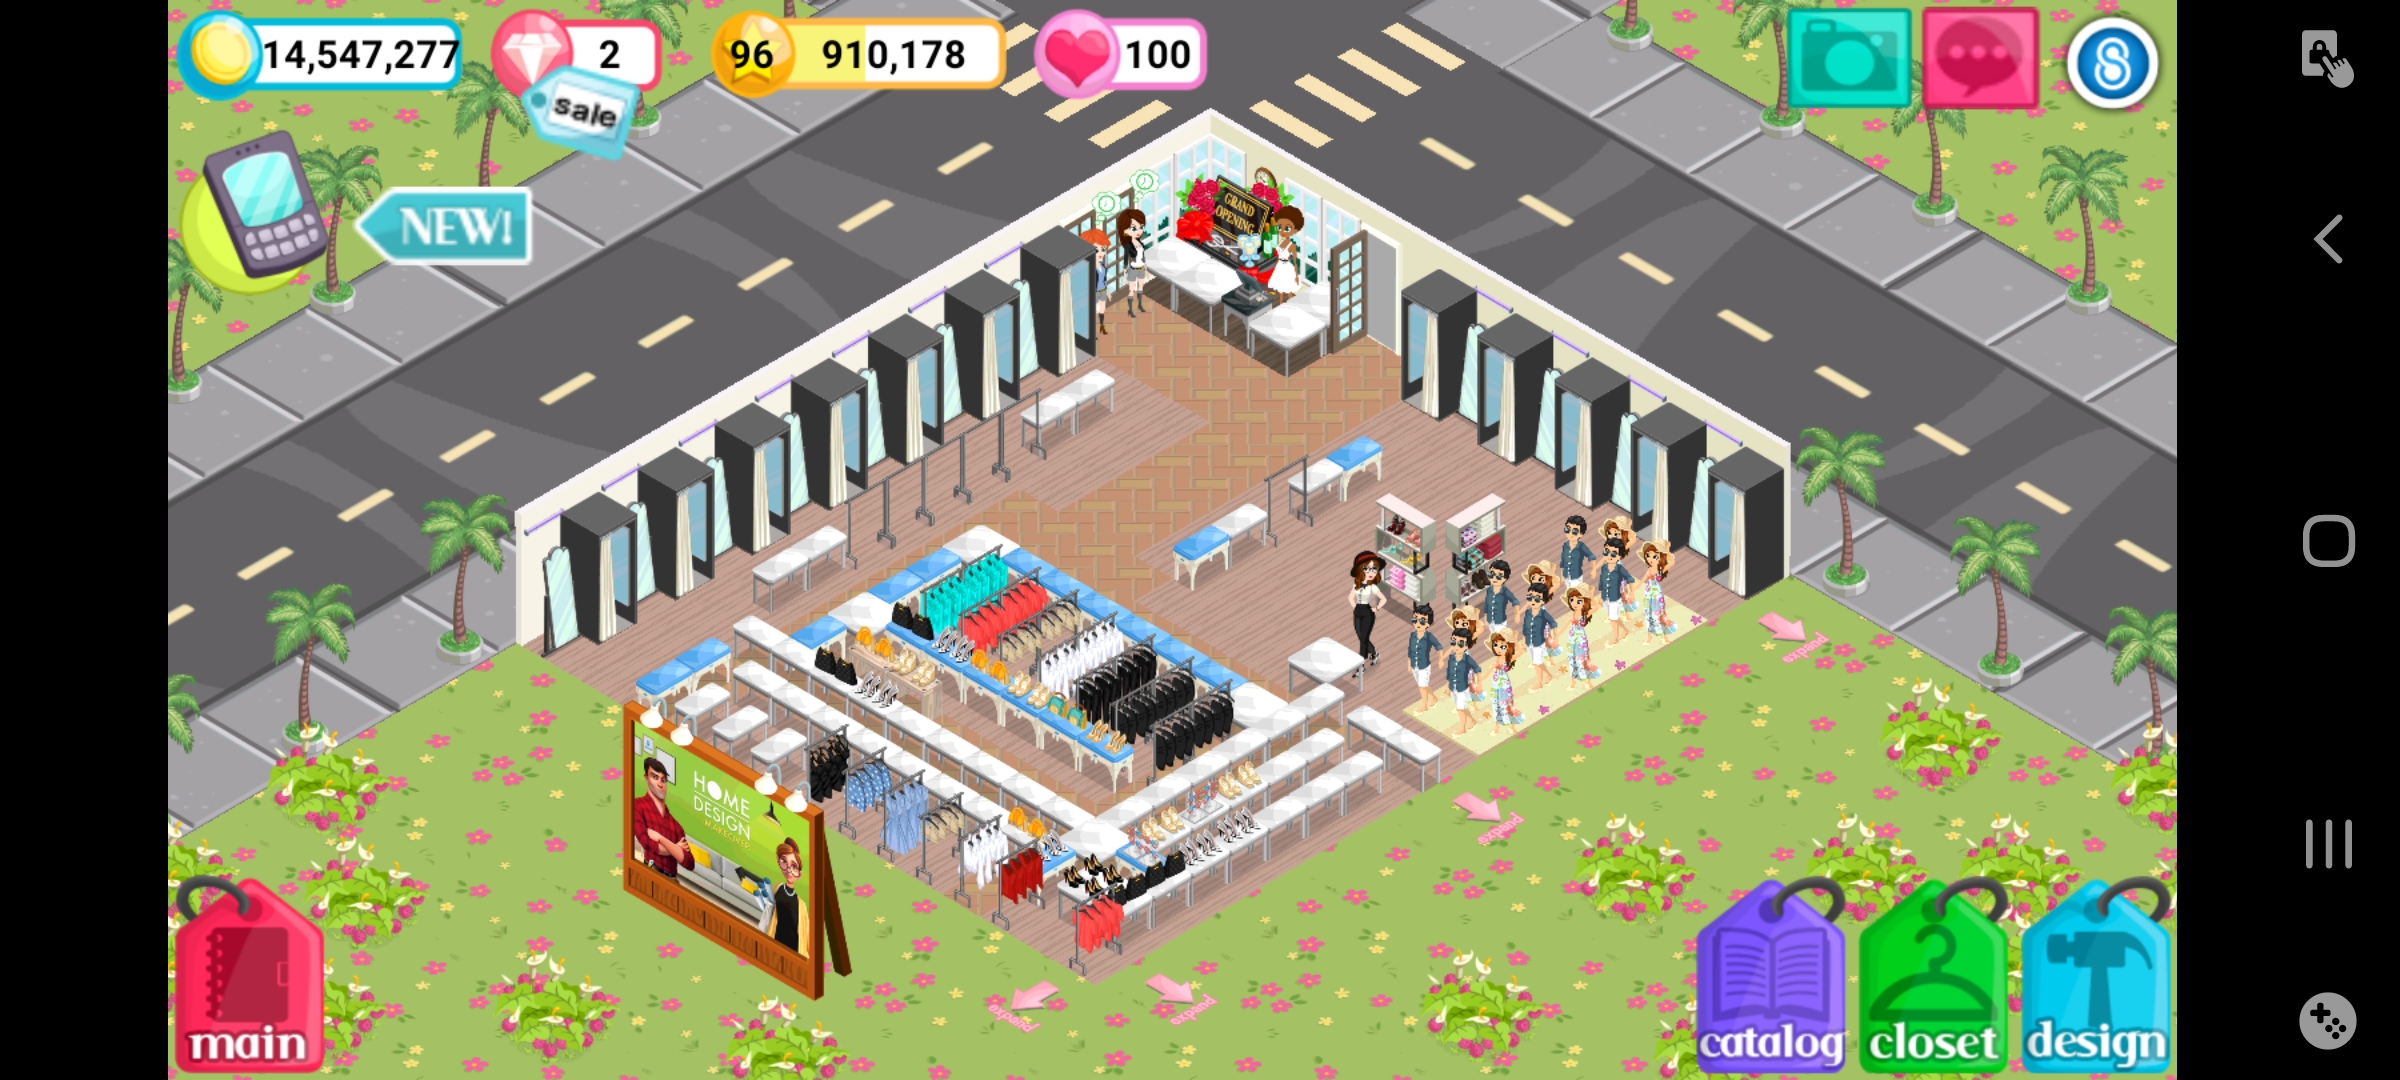 14,547,277
2
96
910,178
100
sale
NEW!
GRAND
OPENING
HOME
DESIGN
MAKEOVER
expand
expand
expand
expand
main
catalog
closet
design